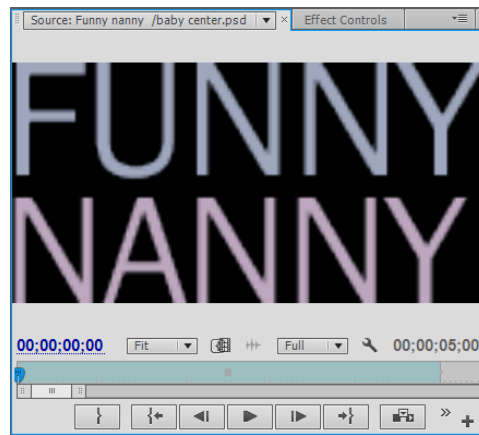 Source: Funny nanny /baby center.psd
Effect Controls
FUNNY
NANNY
00;00;00;00
Fit
Full
00;00;05;00